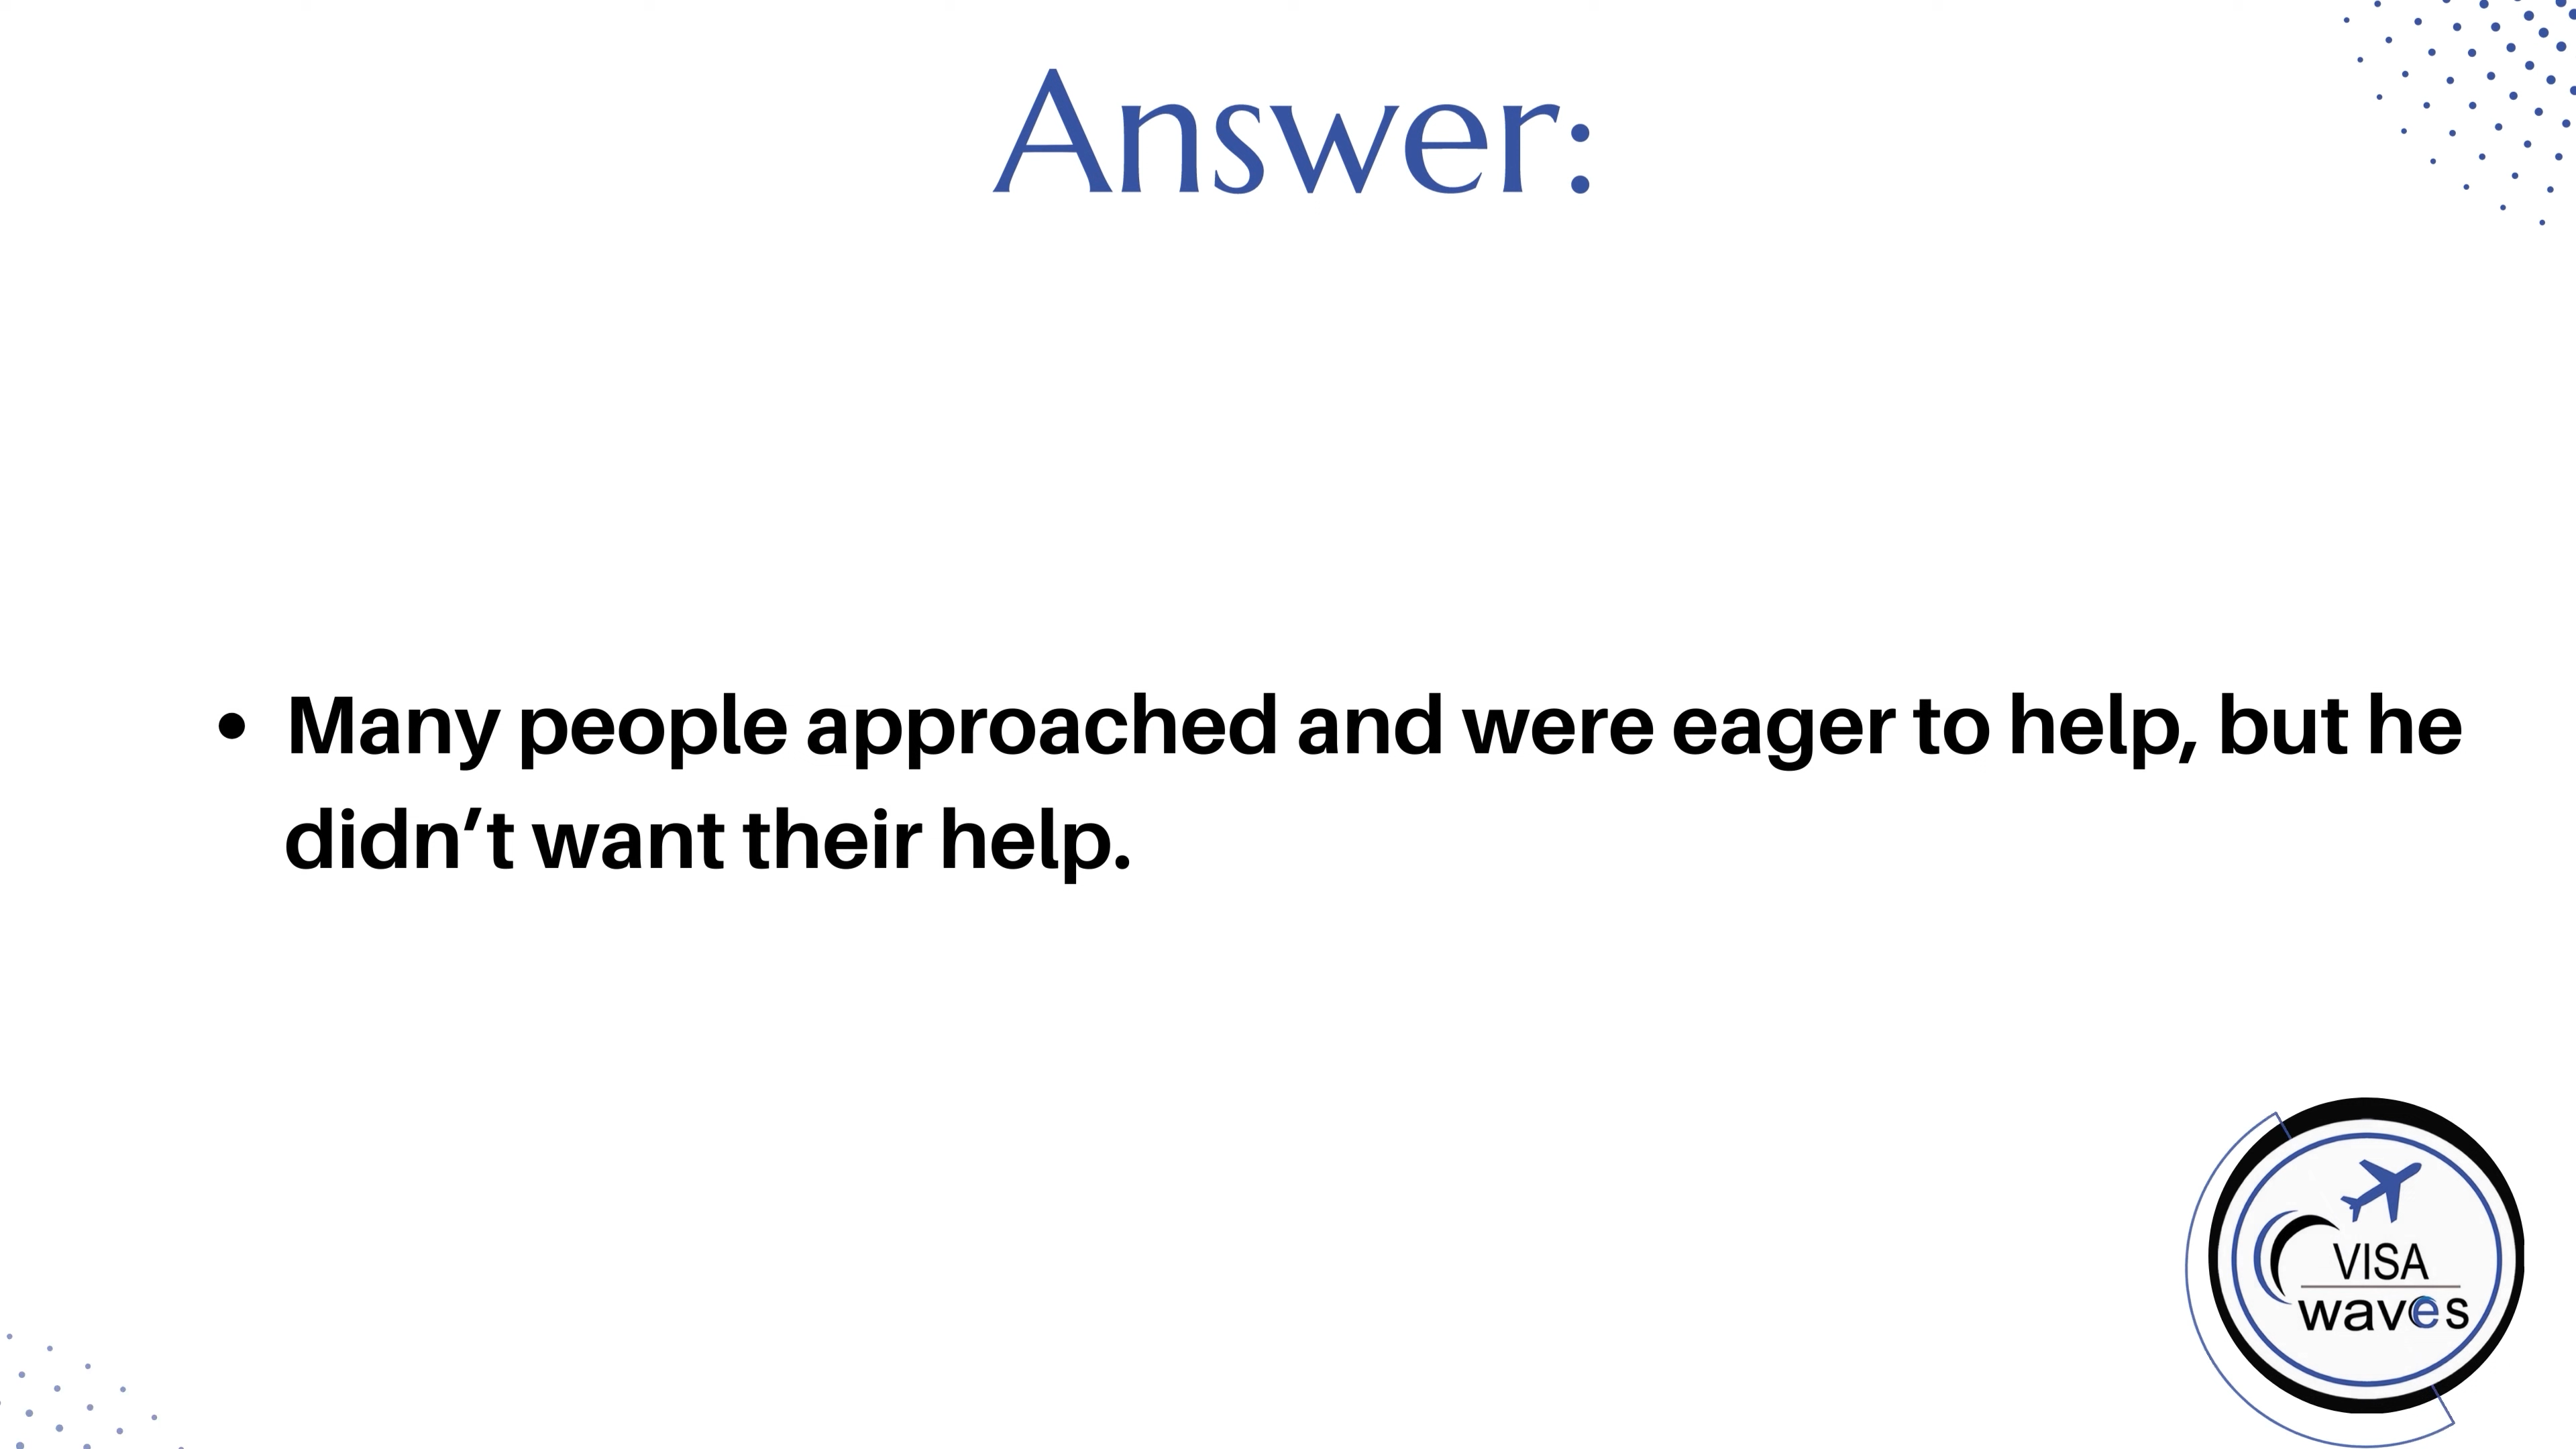 Answer:
• Many people approached and were eager to help, but he
didn’t want their help.
VISA
waves